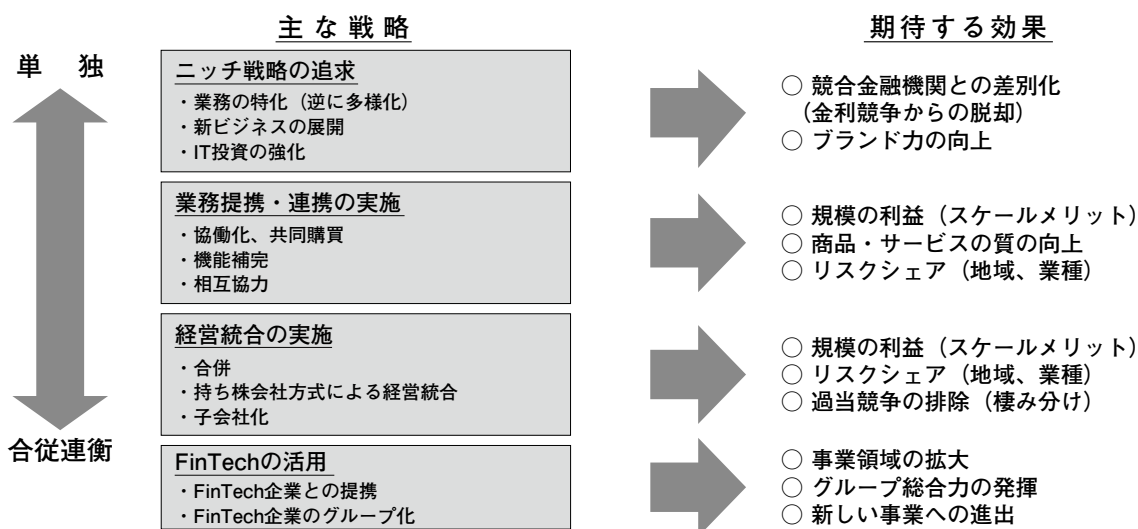 主な戦略
期待する効果
単 独
ニッチ戦略の追求
・業務の特化（逆に多様化）
・新ビジネスの展開
・IT投資の強化
○ 競合金融機関との差別化
（金利競争からの脱却）
○ ブランド力の向上
業務提携・連携の実施
・協働化、共同購買
・機能補完
・相互協力
○ 規模の利益（スケールメリット）
○ 商品・サービスの質の向上
○ リスクシェア（地域、業種）
経営統合の実施
・合併
・持ち株会社方式による経営統合
・子会社化
○ 規模の利益（スケールメリット）
○ リスクシェア（地域、業種）
○ 過当競争の排除（棲み分け）
合従連衡
FinTechの活用
・FinTech企業との提携
・FinTech企業のグループ化
○ 事業領域の拡大
○ グループ総合力の発揮
○ 新しい事業への進出